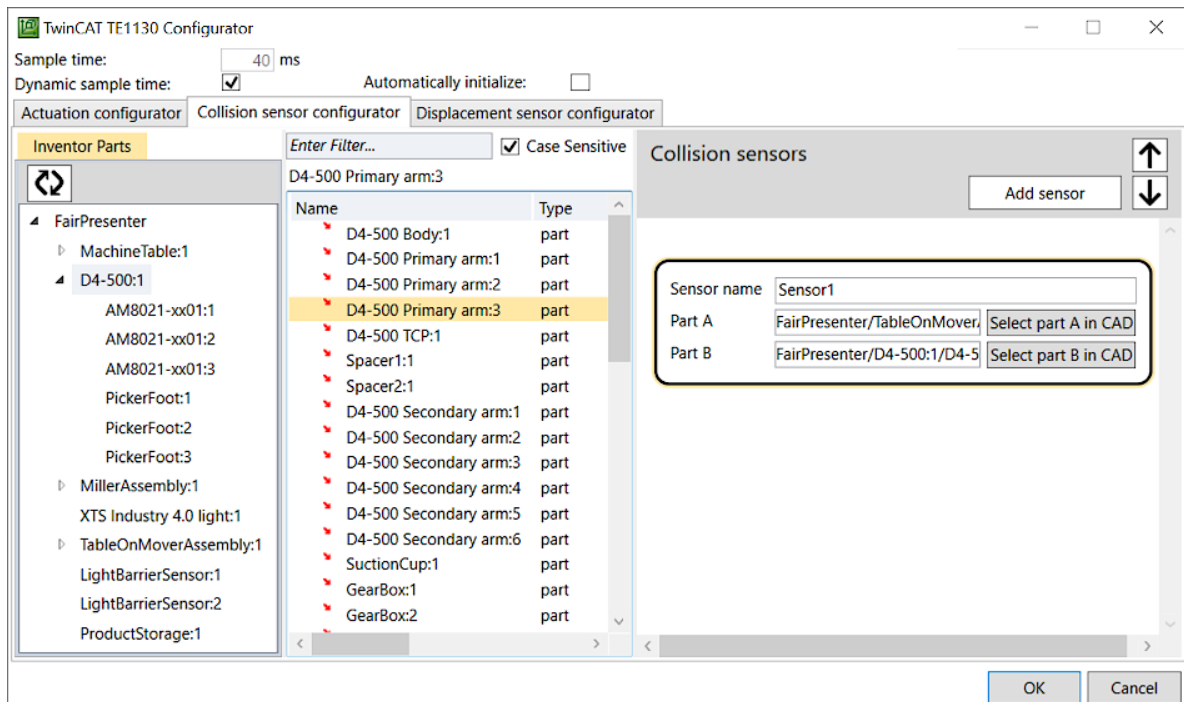 TwinCAT TE1130 Configurator
Sample time: 40 ms
Dynamic sample time: Automatically initialize:
Actuation configurator Collision sensor configurator Displacement sensor configurator
Inventor Parts
FairPresenter
MachineTable:1
D4-500:1
AM8021-xx01:1
AM8021-xx01:2
AM8021-xx01:3
PickerFoot:1
PickerFoot:2
PickerFoot:3
MillerAssembly:1
XTS Industry 4.0 light:1
TableOnMoverAssembly:1
LightBarrierSensor:1
LightBarrierSensor:2
ProductStorage:1
Enter Filter... Case Sensitive
D4-500 Primary arm:3
Name Type
D4-500 Body:1 part
D4-500 Primary arm:1 part
D4-500 Primary arm:2 part
D4-500 Primary arm:3 part
D4-500 TCP:1 part
Spacer1:1 part
Spacer2:1 part
D4-500 Secondary arm:1 part
D4-500 Secondary arm:2 part
D4-500 Secondary arm:3 part
D4-500 Secondary arm:4 part
D4-500 Secondary arm:5 part
D4-500 Secondary arm:6 part
SuctionCup:1 part
GearBox:1 part
GearBox:2 part
Collision sensors
Add sensor
Sensor name Sensor1
Part A FairPresenter/TableOnMover Select part A in CAD
Part B FairPresenter/D4-500:1/D4-5 Select part B in CAD
OK Cancel